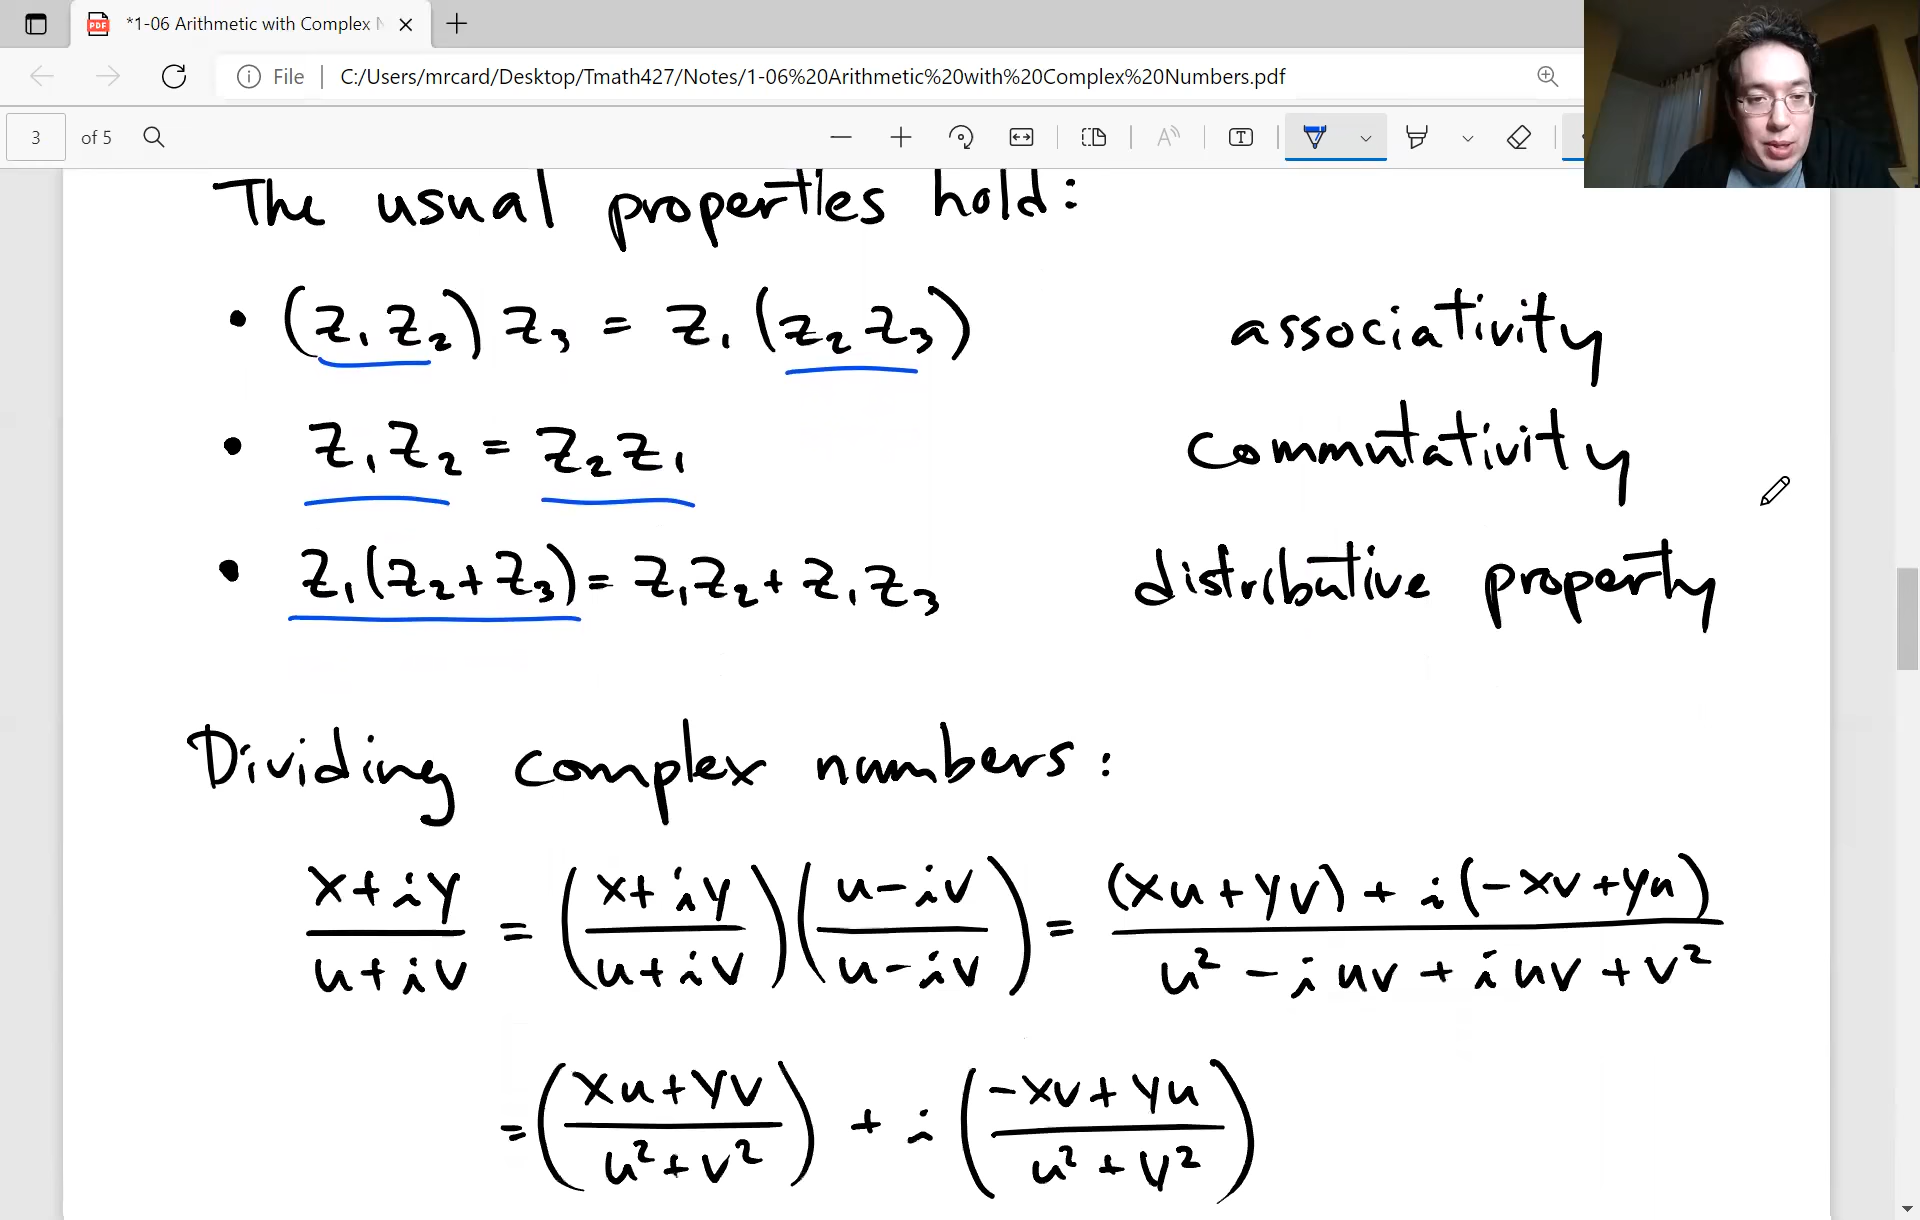 *1-06 Arithmetic with Complex N
File | C:/Users/mrcard/Desktop/Tmath427/Notes/1-06%20Arithmetic%20with%20Complex%20Numbers.pdf
3 of 5
The usual properties hold:
• (z₁z₂)z₃ = z₁(z₂z₃) associativity
• z₁z₂ = z₂z₁ commutativity
• z₁(z₂+z₃) = z₁z₂+z₁z₃ distributive property
Dividing complex numbers:
(x+iy)/(u+iv) = ((x+iy)/(u+iv))((u-iv)/(u-iv)) = ((xu+yv)+i(-xv+yu))/(u²-iuv+iuv+v²)
= ((xu+yv)/(u²+v²)) + i((-xv+yu)/(u²+v²))